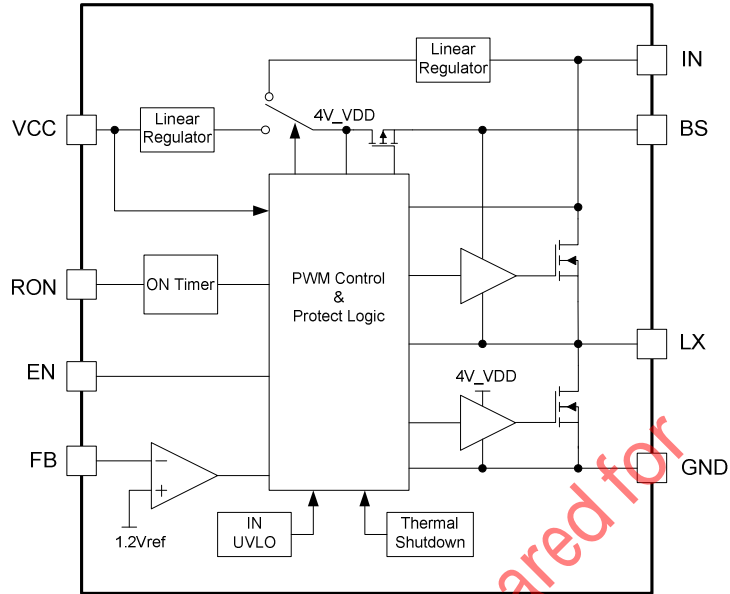 Linear
Regulator
IN
VCC
Linear
Regulator
4V_VDD
BS
RON
ON Timer
PWM Control
&
Protect Logic
LX
EN
4V_VDD
FB
−
+
1.2Vref
GND
IN
UVLO
Thermal
Shutdown
ared for